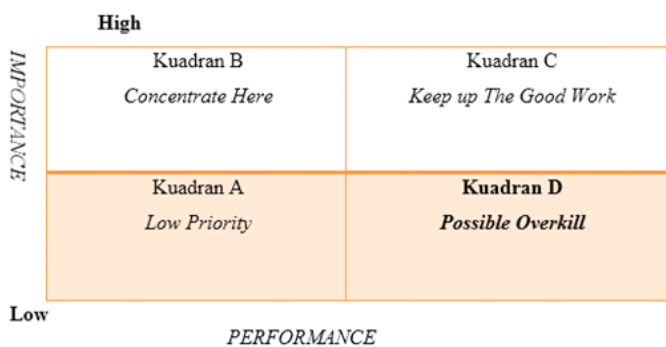 High
IMPORTANCE
Kuadran B
Concentrate Here
Kuadran C
Keep up The Good Work
Kuadran A
Low Priority
Kuadran D
Possible Overkill
Low
PERFORMANCE